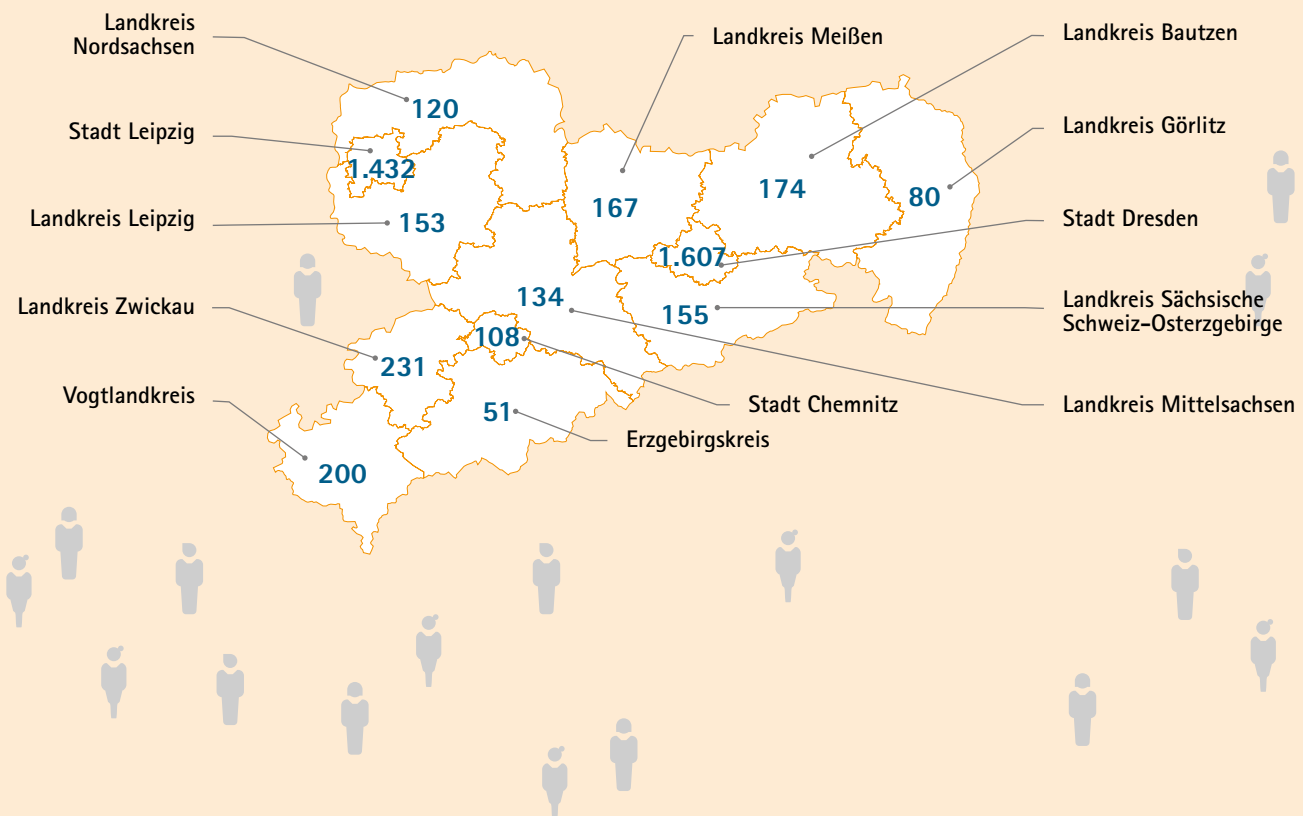 Landkreis
Nordsachsen
Landkreis Meißen
Landkreis Bautzen
120
Stadt Leipzig
Landkreis Görlitz
1.432
174
80
167
Landkreis Leipzig
153
Stadt Dresden
1.607
Landkreis Zwickau
134
155
Landkreis Sächsische
Schweiz-Osterzgebirge
108
231
Vogtlandkreis
51
Stadt Chemnitz
Landkreis Mittelsachsen
Erzgebirgskreis
200